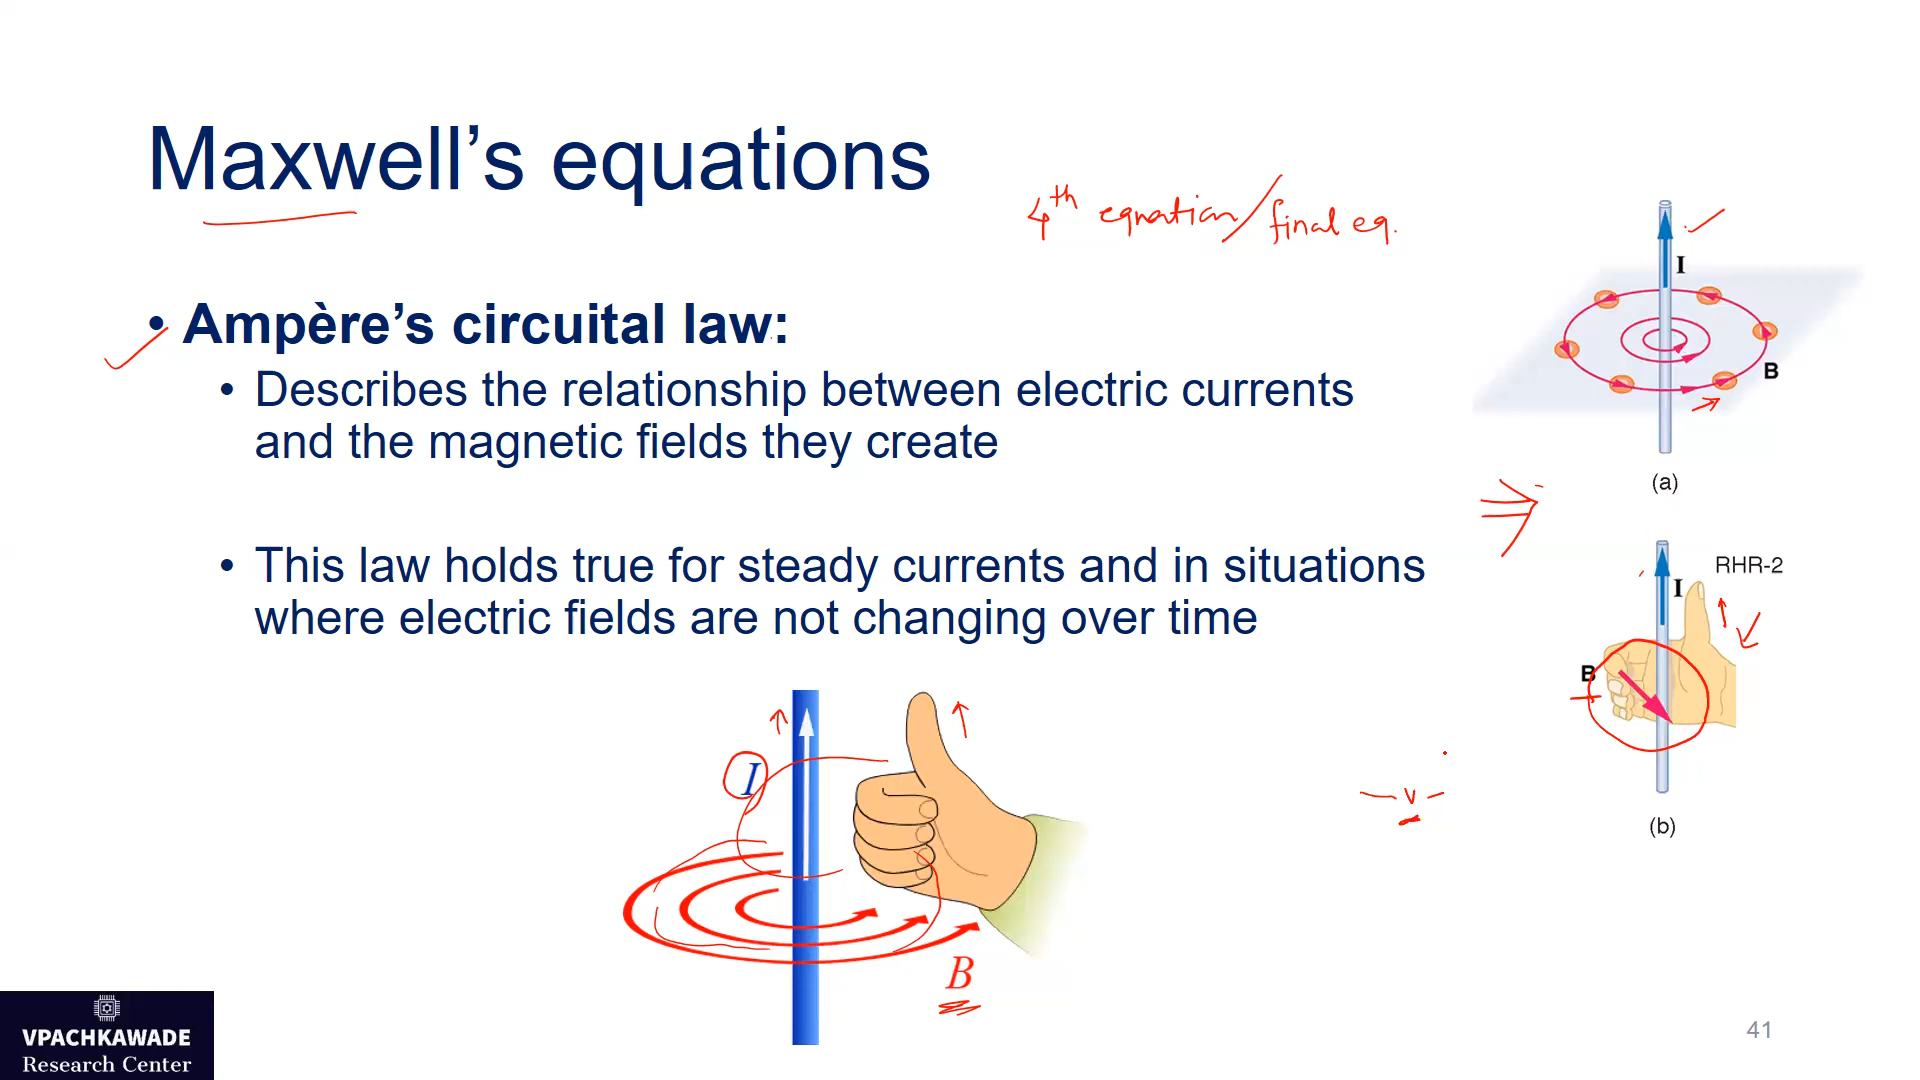 Maxwell’s equations
4th equation/final eq.
• Ampère’s circuital law:
• Describes the relationship between electric currents
and the magnetic fields they create
• This law holds true for steady currents and in situations
where electric fields are not changing over time
I
B
(a)
RHR-2
I
B
(b)
I
B
VPACHKAWADE
Research Center
41